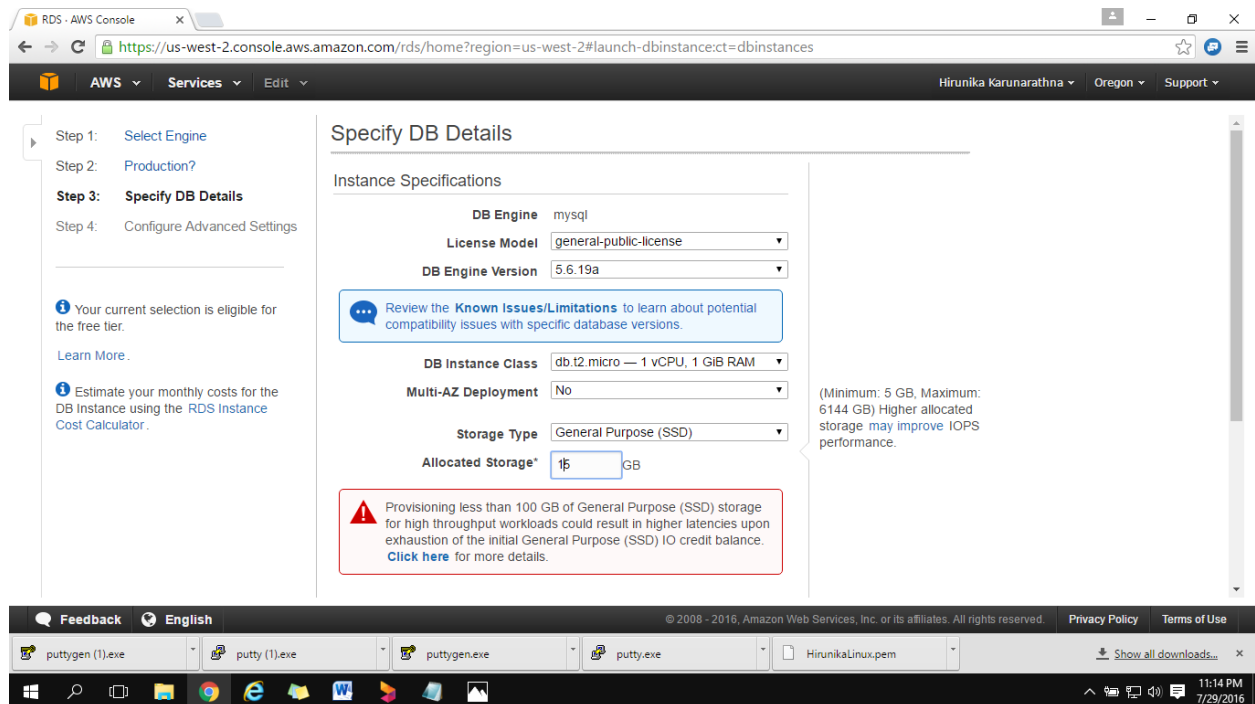 RDS · AWS Console
https://us-west-2.console.aws.amazon.com/rds/home?region=us-west-2#launch-dbinstance:ct=dbinstances
AWS Services Edit Hirunika Karunarathna Oregon Support
Step 1: Select Engine
Step 2: Production?
Step 3: Specify DB Details
Step 4: Configure Advanced Settings
Your current selection is eligible for
the free tier.
Learn More.
Estimate your monthly costs for the
DB Instance using the RDS Instance
Cost Calculator.
Specify DB Details
Instance Specifications
DB Engine mysql
License Model general-public-license
DB Engine Version 5.6.19a
Review the Known Issues/Limitations to learn about potential
compatibility issues with specific database versions.
DB Instance Class db.t2.micro — 1 vCPU, 1 GiB RAM
Multi-AZ Deployment No
Storage Type General Purpose (SSD)
Allocated Storage* 15 GB
(Minimum: 5 GB, Maximum:
6144 GB) Higher allocated
storage may improve IOPS
performance.
Provisioning less than 100 GB of General Purpose (SSD) storage
for high throughput workloads could result in higher latencies upon
exhaustion of the initial General Purpose (SSD) IO credit balance.
Click here for more details.
Feedback English © 2008 - 2016, Amazon Web Services, Inc. or its affiliates. All rights reserved. Privacy Policy Terms of Use
puttygen (1).exe putty (1).exe puttygen.exe putty.exe HirunikaLinux.pem Show all downloads...
11:14 PM
7/29/2016